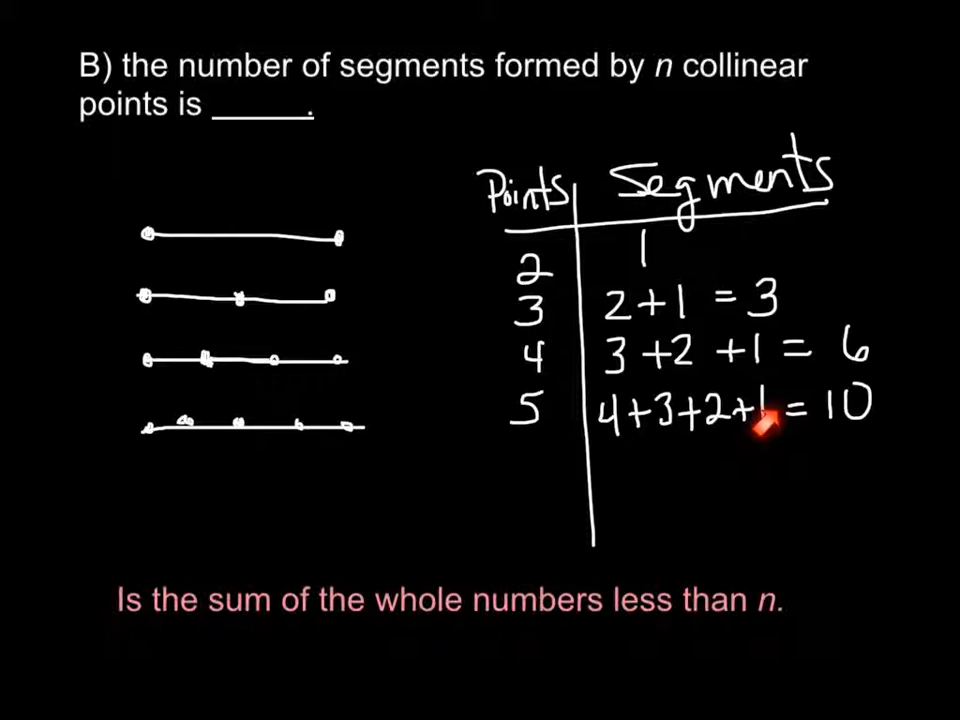 B) the number of segments formed by n collinear
points is _____.
Points Segments
2 1
3 2+1 = 3
4 3+2+1 = 6
5 4+3+2+1 = 10
Is the sum of the whole numbers less than n.